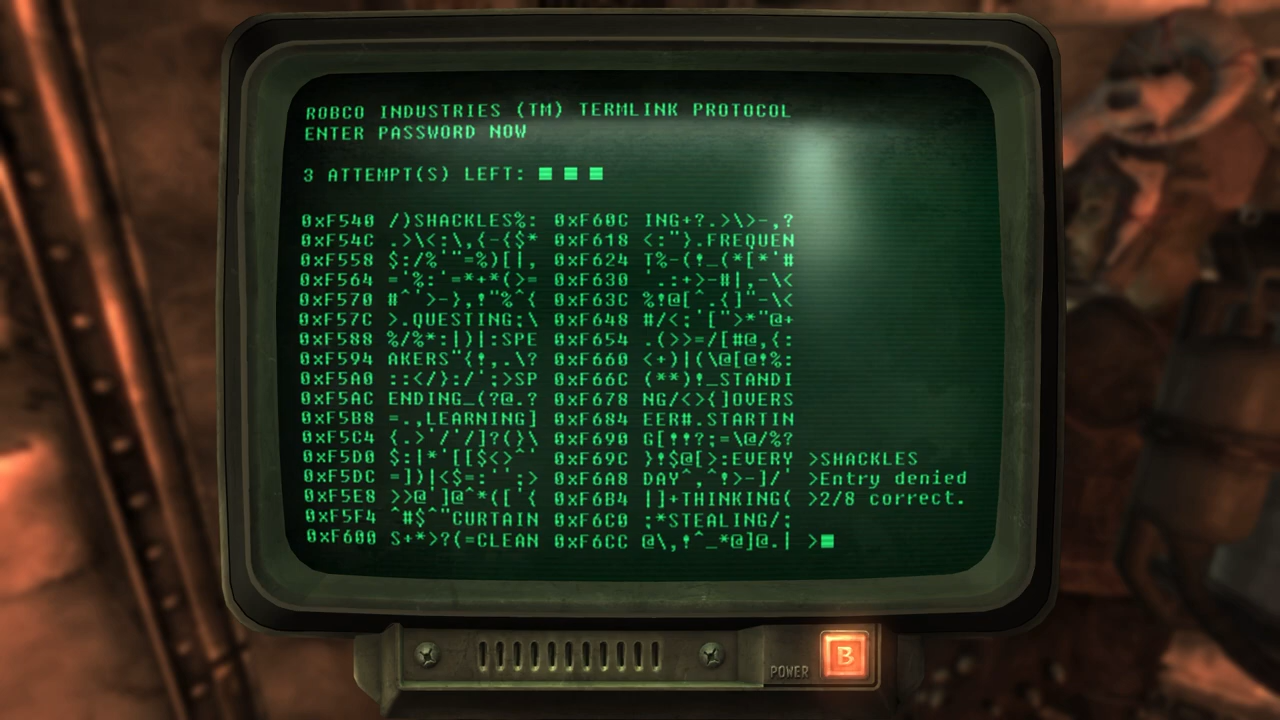 ROBCO INDUSTRIES (TM) TERMLINK PROTOCOL
ENTER PASSWORD NOW
3 ATTEMPT(S) LEFT: ■ ■ ■
0xF540 /)SHACKLES%: 0xF60C ING+?.>\>-,?
0xF54C .>\<:\,{-{$* 0xF618 <:"}.FREQUEN
0xF558 $:/%'"=%)[|, 0xF624 T%-(!_(*[*'#
0xF564 ='%:'=*+*(>= 0xF630 '.:+>-#|,-\<
0xF570 #^'>-},!"%^{ 0xF63C %!@[^.{]"-\<
0xF57C >.QUESTING;\ 0xF648 #/<;'[">*"@+
0xF588 %/%*:|)|:SPE 0xF654 .(>>=/[#@,{:
0xF594 AKERS"{!,.\? 0xF660 <+)|(\@[@!%:
0xF5A0 ::</}:/';>SP 0xF66C (**)!_STANDI
0xF5AC ENDING_(?@.? 0xF678 NG/<>{]OVERS
0xF5B8 =.,LEARNING] 0xF684 EER#.STARTIN
0xF5C4 {.>'/'/]?(}\ 0xF690 G[!!?;=\@/%?
0xF5D0 $:|*'[[$<>^' 0xF69C }!$@[>:EVERY >SHACKLES
0xF5DC =])|<$=:'';> 0xF6A8 DAY^,^!>-]/' >Entry denied
0xF5E8 >>@']@^*(['{ 0xF6B4 |]+THINKING( >2/8 correct.
0xF5F4 ^#$^"CURTAIN 0xF6C0 ;*STEALING/;
0xF600 S+*>?(=CLEAN 0xF6CC @\,!^_*@]@.| >■
POWER
B